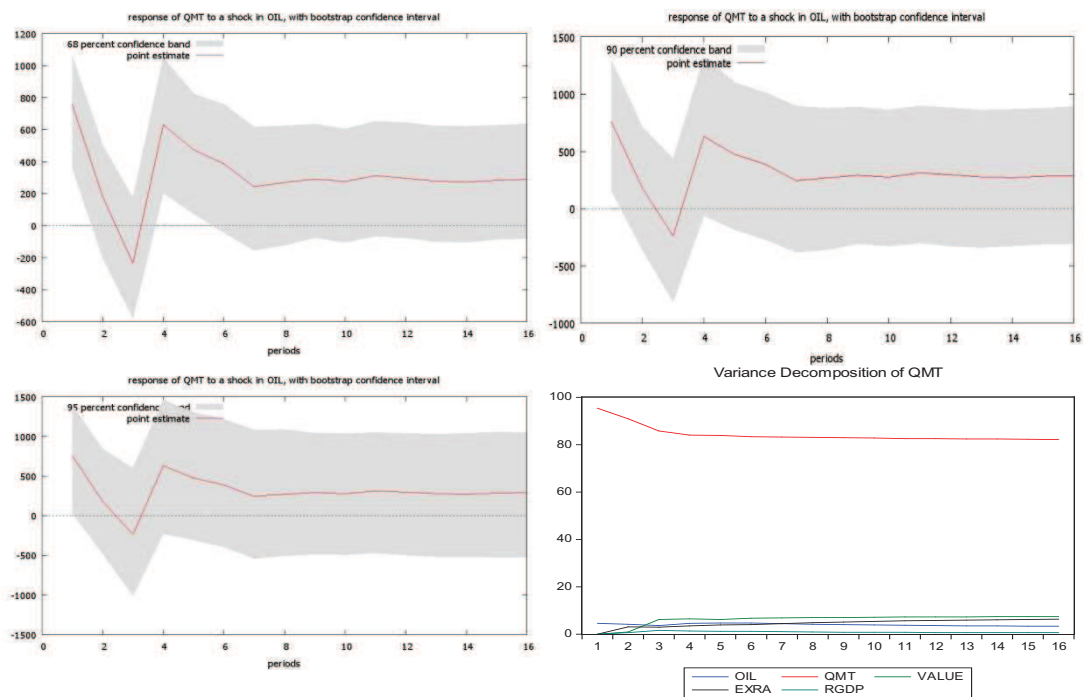 response of QMT to a shock in OIL, with bootstrap confidence interval
68 percent confidence band
point estimate
1200
1000
800
600
400
200
0
-200
-400
-600
0 2 4 6 8 10 12 14 16
periods
response of QMT to a shock in OIL, with bootstrap confidence interval
90 percent confidence band
point estimate
1500
1000
500
0
-500
-1000
0 2 4 6 8 10 12 14 16
periods
response of QMT to a shock in OIL, with bootstrap confidence interval
95 percent confidence band
point estimate
1500
1000
500
0
-500
-1000
-1500
0 2 4 6 8 10 12 14 16
periods
Variance Decomposition of QMT
100
80
60
40
20
0
1 2 3 4 5 6 7 8 9 10 11 12 13 14 15 16
OIL QMT VALUE
EXRA RGDP